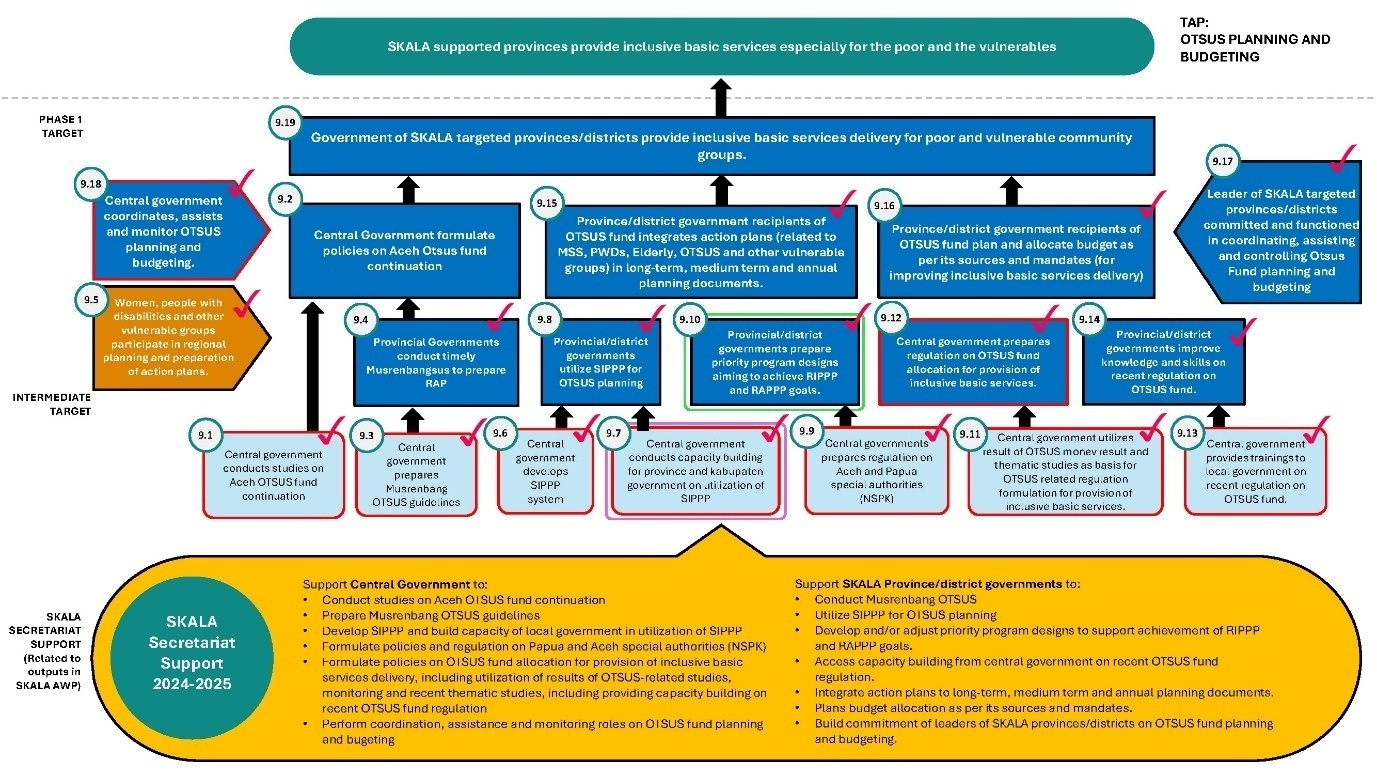 SKALA supported provinces provide inclusive basic services especially for the poor and the vulnerables
TAP:
OTSUS PLANNING AND
BUDGETING
PHASE 1
TARGET
9.19
Government of SKALA targeted provinces/districts provide inclusive basic services delivery for poor and vulnerable community
groups.
9.18
Central government
coordinates, assists
and monitor OTSUS
planning and
budgeting.
9.2
Central Government formulate
policies on Aceh Otsus fund
continuation
9.15
Province/district government recipients of
OTSUS fund integrates action plans (related to
MSS, PWDs, Elderly, OTSUS and other vulnerable
groups) in long-term, medium term and annual
planning documents.
9.16
Province/district government recipients of
OTSUS fund plan and allocate budget as
per its sources and mandates (for
improving inclusive basic services delivery)
9.17
Leader of SKALA targeted
provinces/districts
committed and functioned
in coordinating, assisting
and controlling Otsus
Fund planning and
budgeting
9.5
Women, people with
disabilities and other
vulnerable groups
participate in regional
planning and preparation
of action plans.
9.4
Provincial Governments
conduct timely
Musrenbangsus to prepare
RAP
9.8
Provincial/district
governments
utilize SIPPP for
OTSUS planning
9.10
Provincial/district
governments prepare
priority program designs
aiming to achieve RIPPP
and RAPPP goals.
9.12
Central government prepares
regulation on OTSUS fund
allocation for provision of
inclusive basic services.
9.14
Provincial/district
governments improve
knowledge and skills on
recent regulation on
OTSUS fund.
INTERMEDIATE
TARGET
9.1
Central government
conducts studies on
Aceh OTSUS fund
continuation
9.3
Central
government
prepares
Musrenbang
OTSUS guidelines
9.6
Central
government
develops
SIPPP
system
9.7
Central government
conducts capacity building
for province and kabupaten
government on utilization of
SIPPP
9.9
Central governments
prepares regulation on
Aceh and Papua
special authorities
(NSPK)
9.11
Central government utilizes
result of OTSUS monev result and
thematic studies as basis for
OTSUS related regulation
formulation for provision of
inclusive basic services.
9.13
Central government
provides trainings to
local government on
recent regulation on
OTSUS fund.
SKALA
SECRETARIAT
SUPPORT
(Related to
outputs in
SKALA AWP)
SKALA
Secretariat
Support
2024-2025
Support Central Government to:
• Conduct studies on Aceh OTSUS fund continuation
• Prepare Musrenbang OTSUS guidelines
• Develop SIPPP and build capacity of local government in utilization of SIPPP
• Formulate policies and regulation on Papua and Aceh special authorities (NSPK)
• Formulate policies on OTSUS fund allocation for provision of inclusive basic
services delivery, including utilization of results of OTSUS-related studies,
monitoring and recent thematic studies, including providing capacity building on
recent OTSUS fund regulation
• Perform coordination, assistance and monitoring roles on OTSUS fund planning
and bugeting
Support SKALA Province/district governments to:
• Conduct Musrenbang OTSUS
• Utilize SIPPP for OTSUS planning
• Develop and/or adjust priority program designs to support achievement of RIPPP
and RAPPP goals.
• Access capacity building from central government on recent OTSUS fund
regulation.
• Integrate action plans to long-term, medium term and annual planning documents.
• Plans budget allocation as per its sources and mandates.
• Build commitment of leaders of SKALA provinces/districts on OTSUS fund planning
and budgeting.